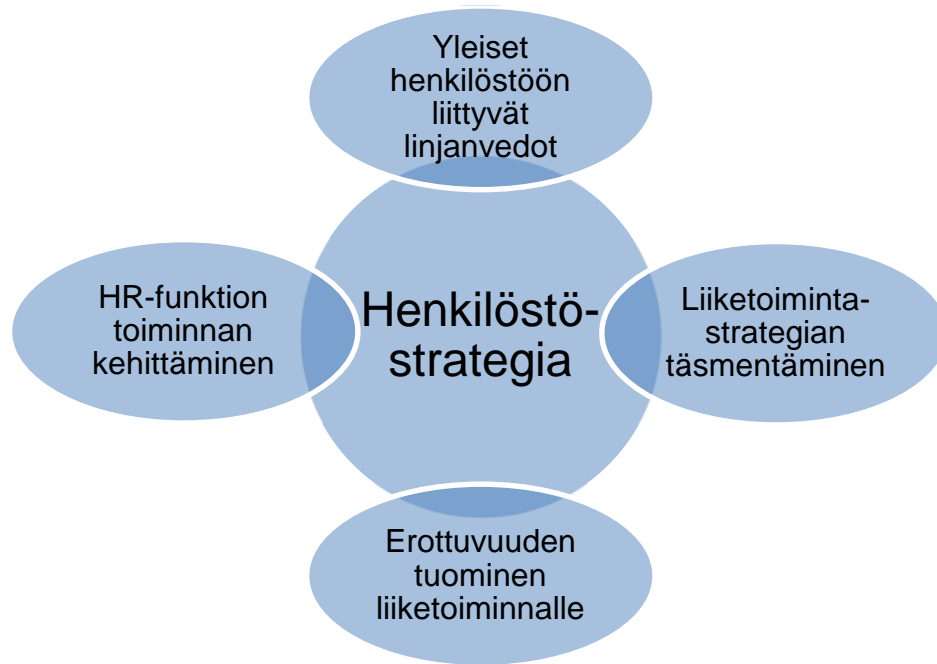 Yleiset
henkilöstöön
liittyvät
linjanvedot
HR-funktion
toiminnan
kehittäminen
Henkilöstö-
strategia
Liiketoiminta-
strategian
täsmentäminen
Erottuvuuden
tuominen
liiketoiminnalle